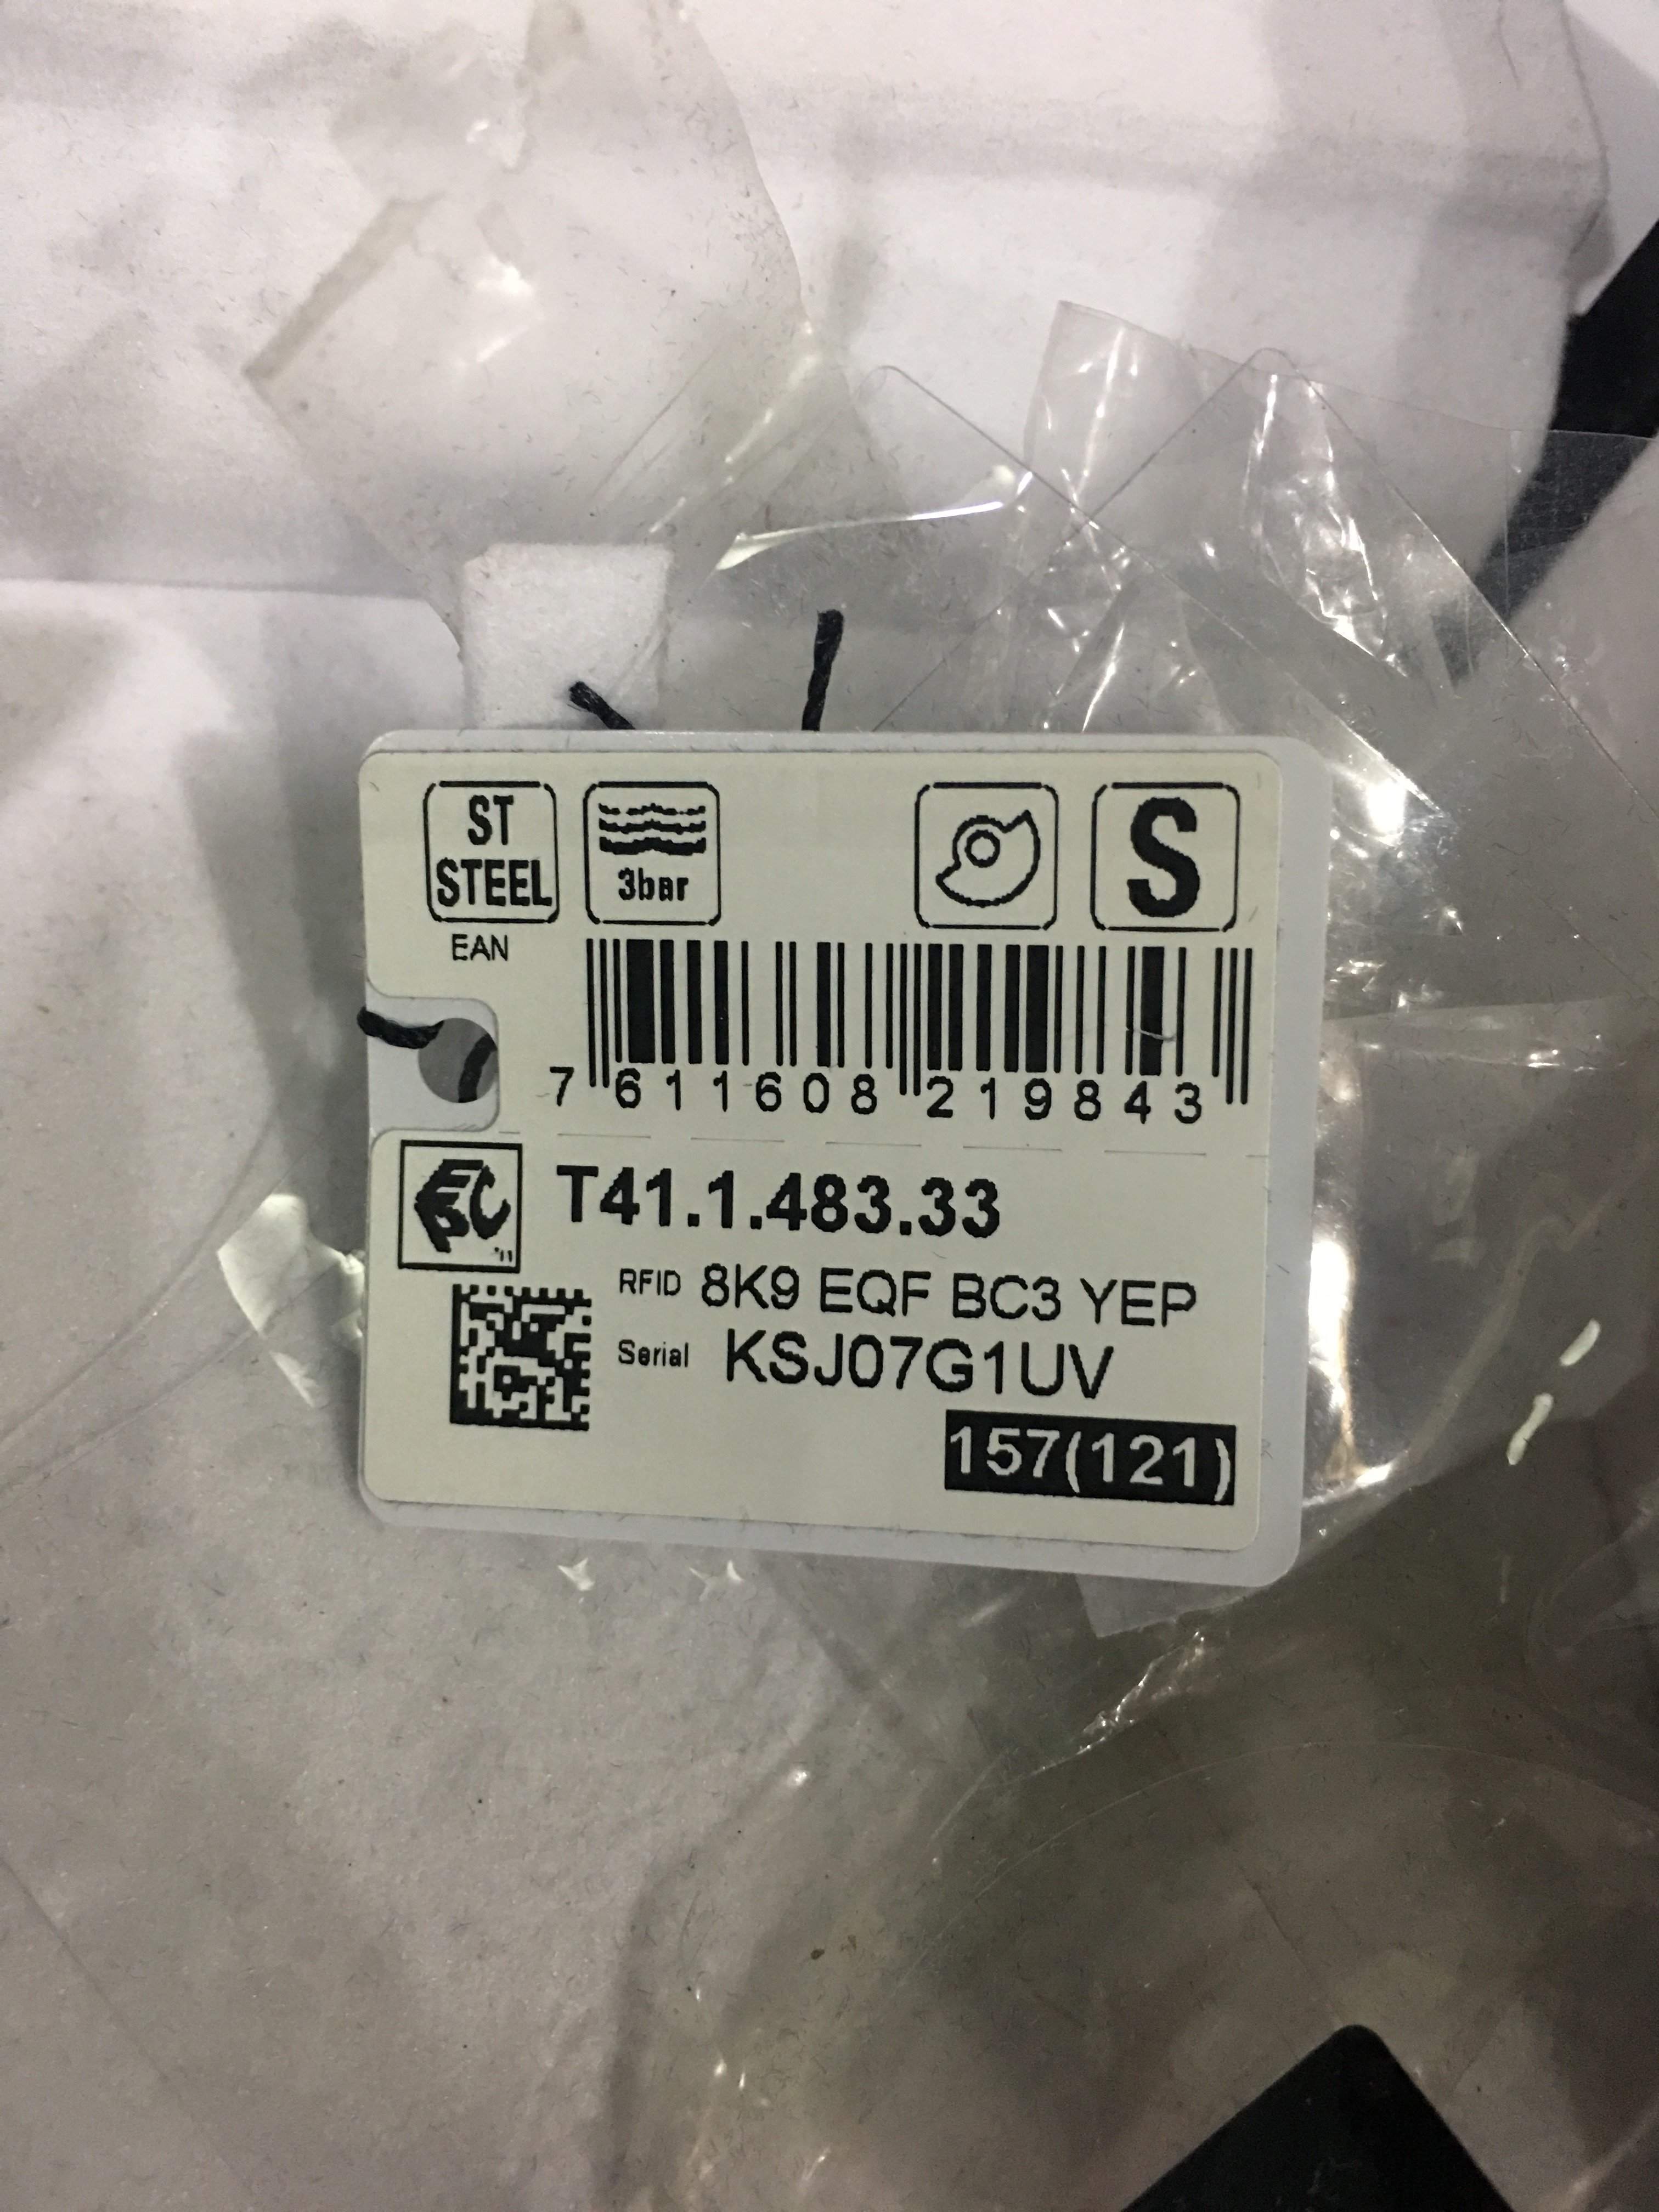 ST
STEEL
3bar
S
EAN
7 611608 219843
T41.1.483.33
RFID 8K9 EQF BC3 YEP
Serial KSJ07G1UV
157(121)